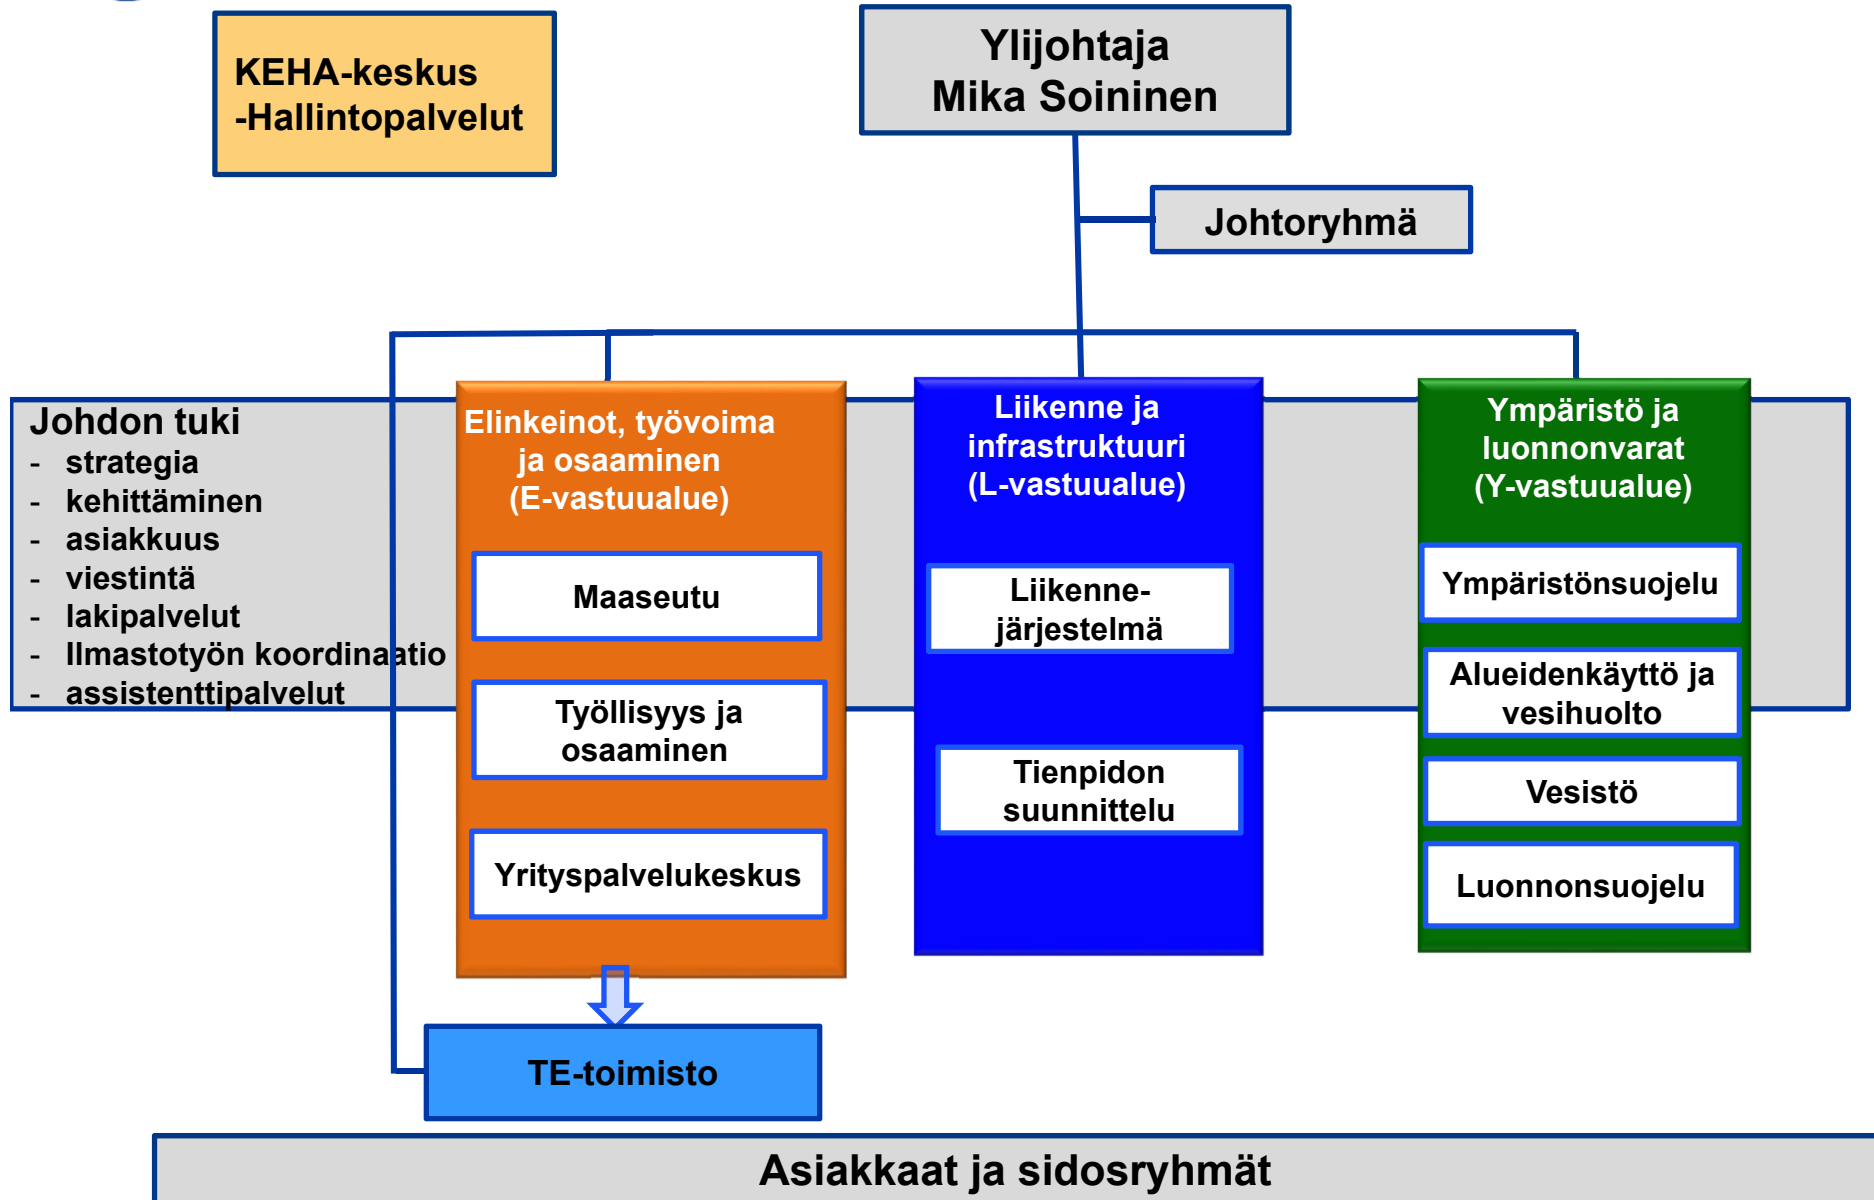 KEHA-keskus
-Hallintopalvelut
Ylijohtaja
Mika Soininen
Johtoryhmä
Johdon tuki
- strategia
- kehittäminen
- asiakkuus
- viestintä
- lakipalvelut
- Ilmastotyön koordinaatio
- assistenttipalvelut
Elinkeinot, työvoima
ja osaaminen
(E-vastuualue)
Maaseutu
Työllisyys ja
osaaminen
Yrityspalvelukeskus
Liikenne ja
infrastruktuuri
(L-vastuualue)
Liikenne-
järjestelmä
Tienpidon
suunnittelu
Ympäristö ja
luonnonvarat
(Y-vastuualue)
Ympäristönsuojelu
Alueidenkäyttö ja
vesihuolto
Vesistö
Luonnonsuojelu
TE-toimisto
Asiakkaat ja sidosryhmät